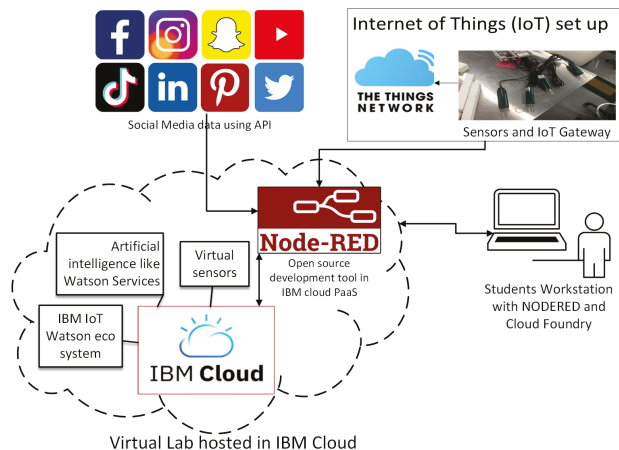 Internet of Things (IoT) set up
THE THINGS
NETWORK
Sensors and IoT Gateway
Social Media data using API
Node-RED
Open source
development tool in
IBM cloud PaaS
Artificial
intelligence like
Watson Services
Virtual
sensors
IBM IoT
Watson eco
system
IBM Cloud
Students Workstation
with NODERED and
Cloud Foundry
Virtual Lab hosted in IBM Cloud